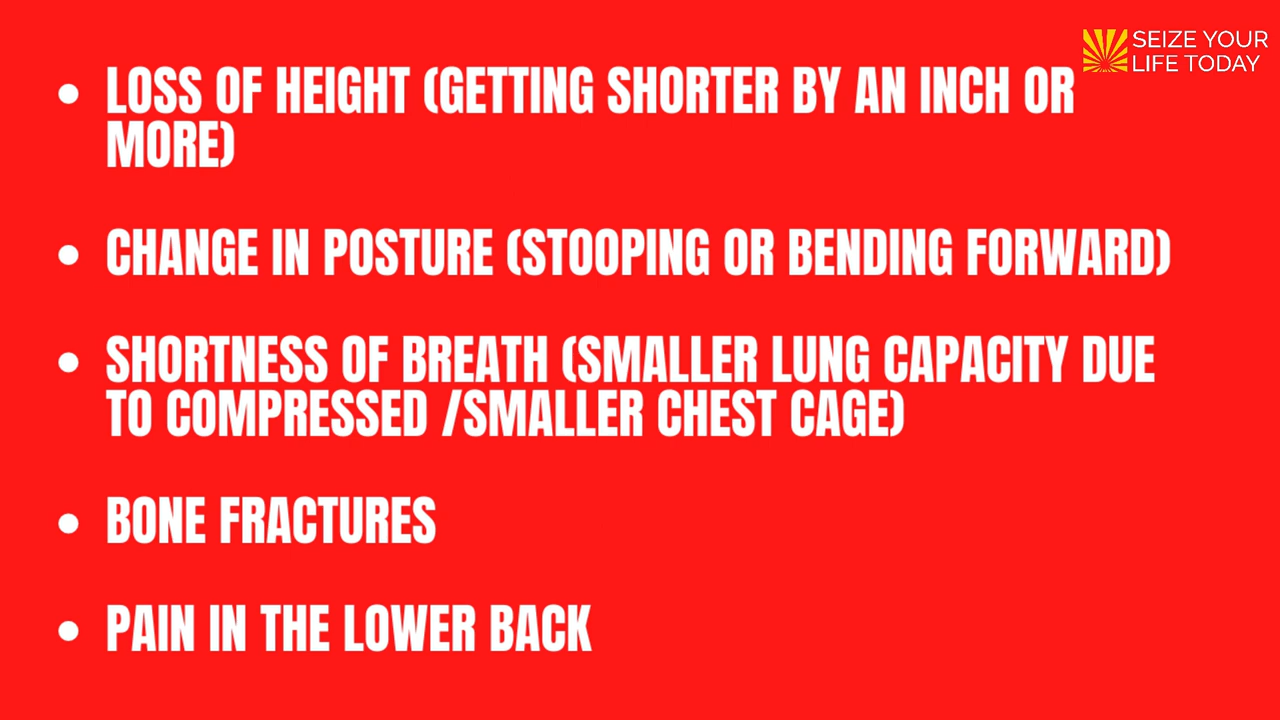 SEIZE YOUR
LIFE TODAY
• LOSS OF HEIGHT (GETTING SHORTER BY AN INCH OR
MORE)
• CHANGE IN POSTURE (STOOPING OR BENDING FORWARD)
• SHORTNESS OF BREATH (SMALLER LUNG CAPACITY DUE
TO COMPRESSED /SMALLER CHEST CAGE)
• BONE FRACTURES
• PAIN IN THE LOWER BACK